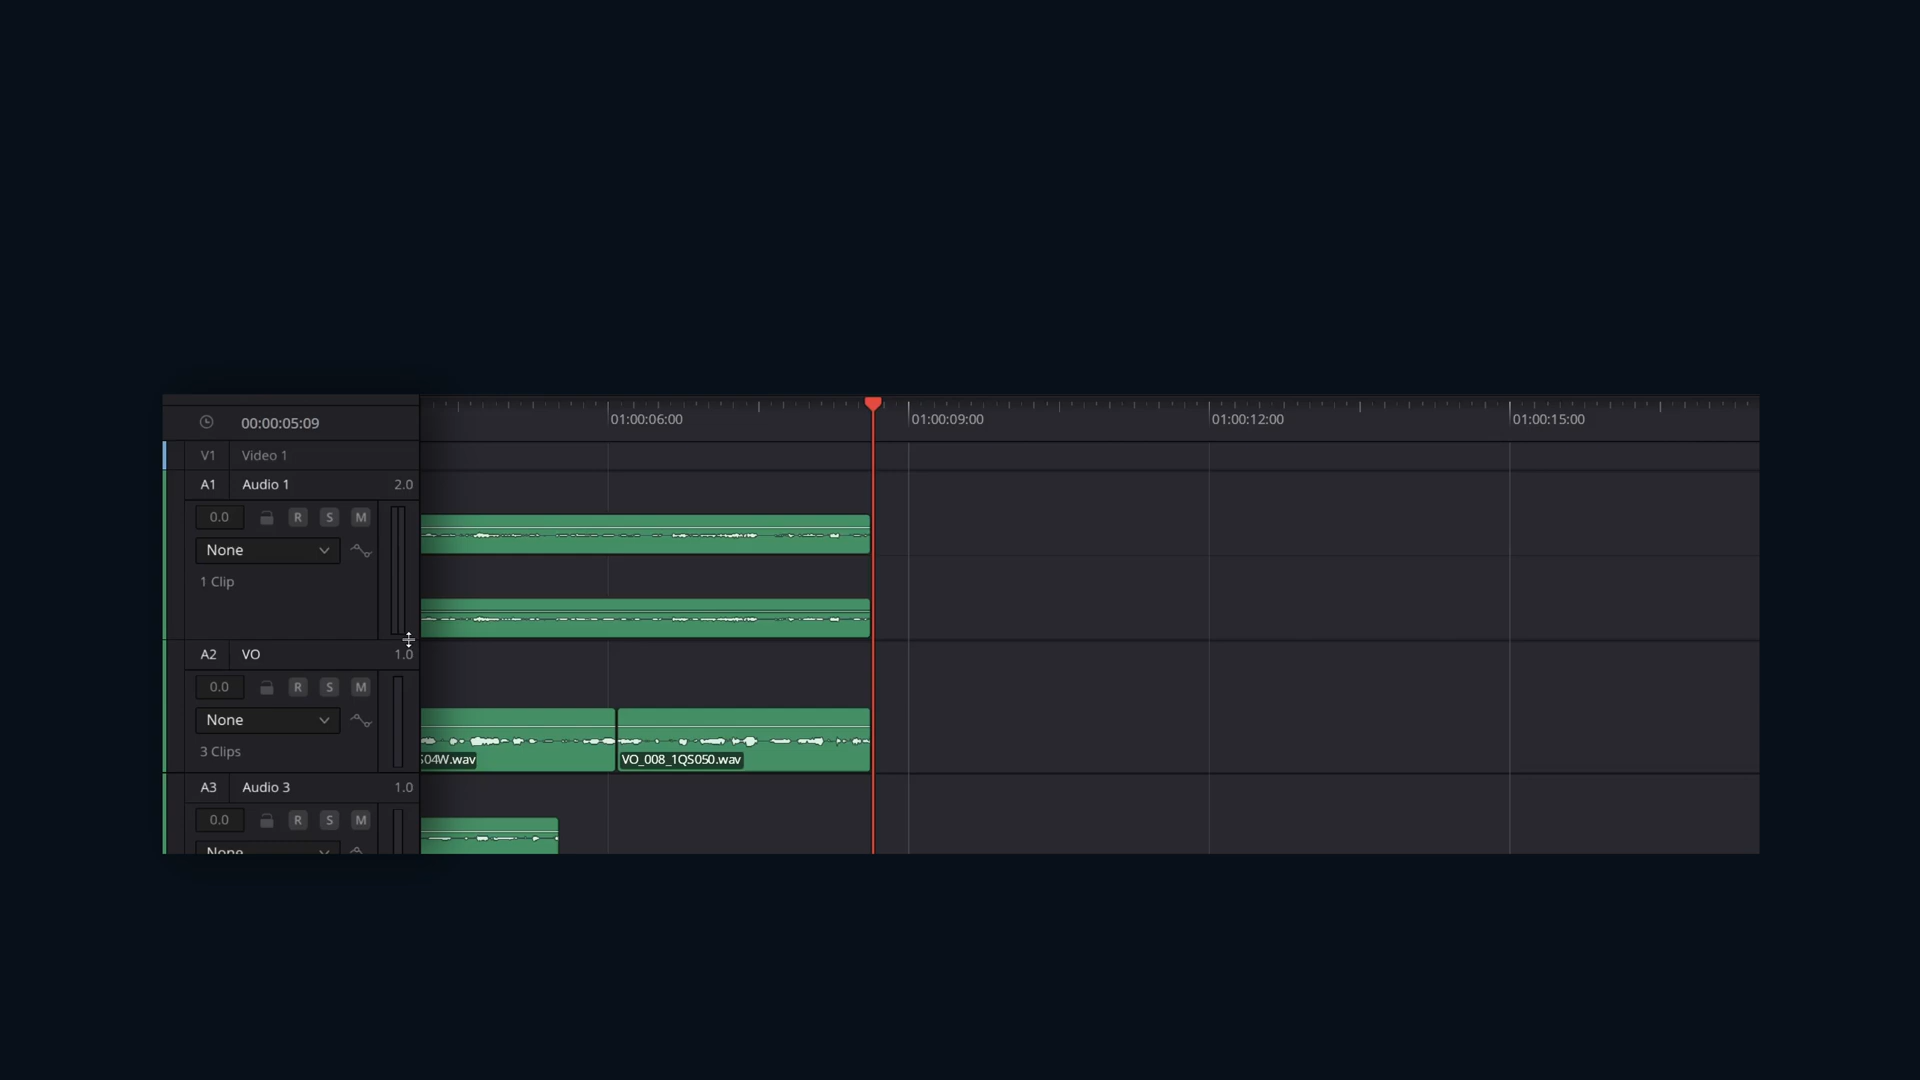 00:00:05:09
01:00:06:00 01:00:09:00 01:00:12:00 01:00:15:00
V1 Video 1
A1 Audio 1 2.0
0.0 R S M
None
1 Clip
A2 VO 1.0
0.0 R S M
None
3 Clips
S04W.wav VO_008_1QS050.wav
A3 Audio 3 1.0
0.0 R S M
None